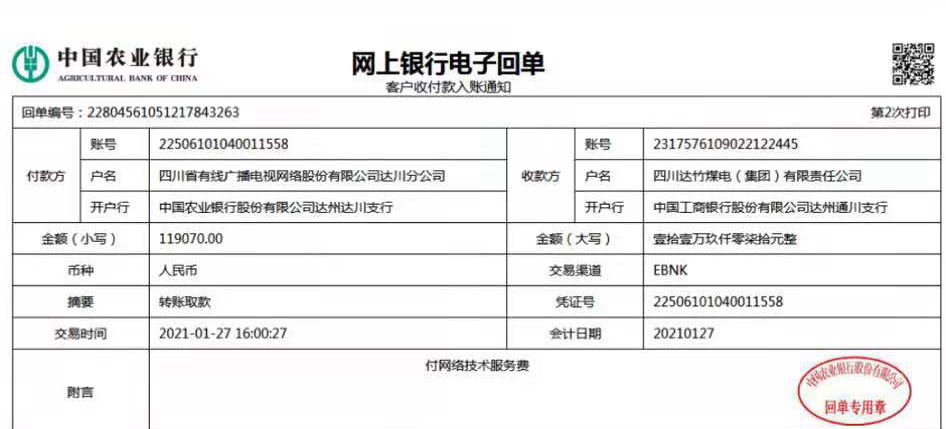 中国农业银行
AGRICULTURAL BANK OF CHINA
网上银行电子回单
客户收付款入账通知
回单编号：22804561051217843263 第2次打印
付款方 账号 22506101040011558 收款方 账号 2317576109022122445
户名 四川省有线广播电视网络股份有限公司达川分公司 户名 四川达竹煤电（集团）有限责任公司
开户行 中国农业银行股份有限公司达州达川支行 开户行 中国工商银行股份有限公司达州通川支行
金额（小写） 119070.00 金额（大写） 壹拾壹万玖仟零柒拾元整
币种 人民币 交易渠道 EBNK
摘要 转账取款 凭证号 22506101040011558
交易时间 2021-01-27 16:00:27 会计日期 20210127
附言 付网络技术服务费
中国农业银行股份有限公司
回单专用章